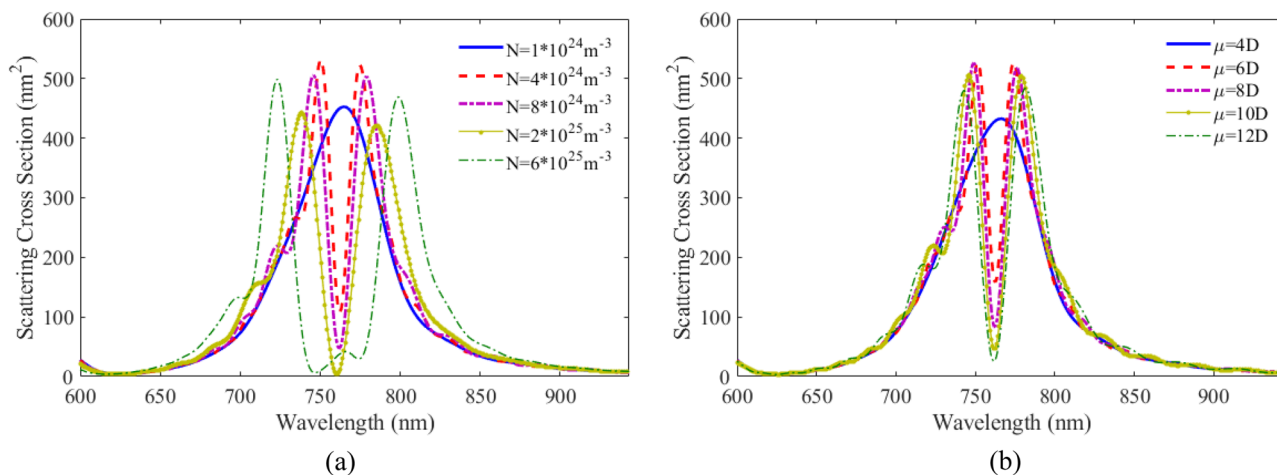 600
500
400
300
200
100
0
Scattering Cross Section (nm²)
600 650 700 750 800 850 900
Wavelength (nm)
N=1*10²⁴m⁻³
N=4*10²⁴m⁻³
N=8*10²⁴m⁻³
N=2*10²⁵m⁻³
N=6*10²⁵m⁻³
(a)
600
500
400
300
200
100
0
Scattering Cross Section (nm²)
600 650 700 750 800 850 900
Wavelength (nm)
μ=4D
μ=6D
μ=8D
μ=10D
μ=12D
(b)